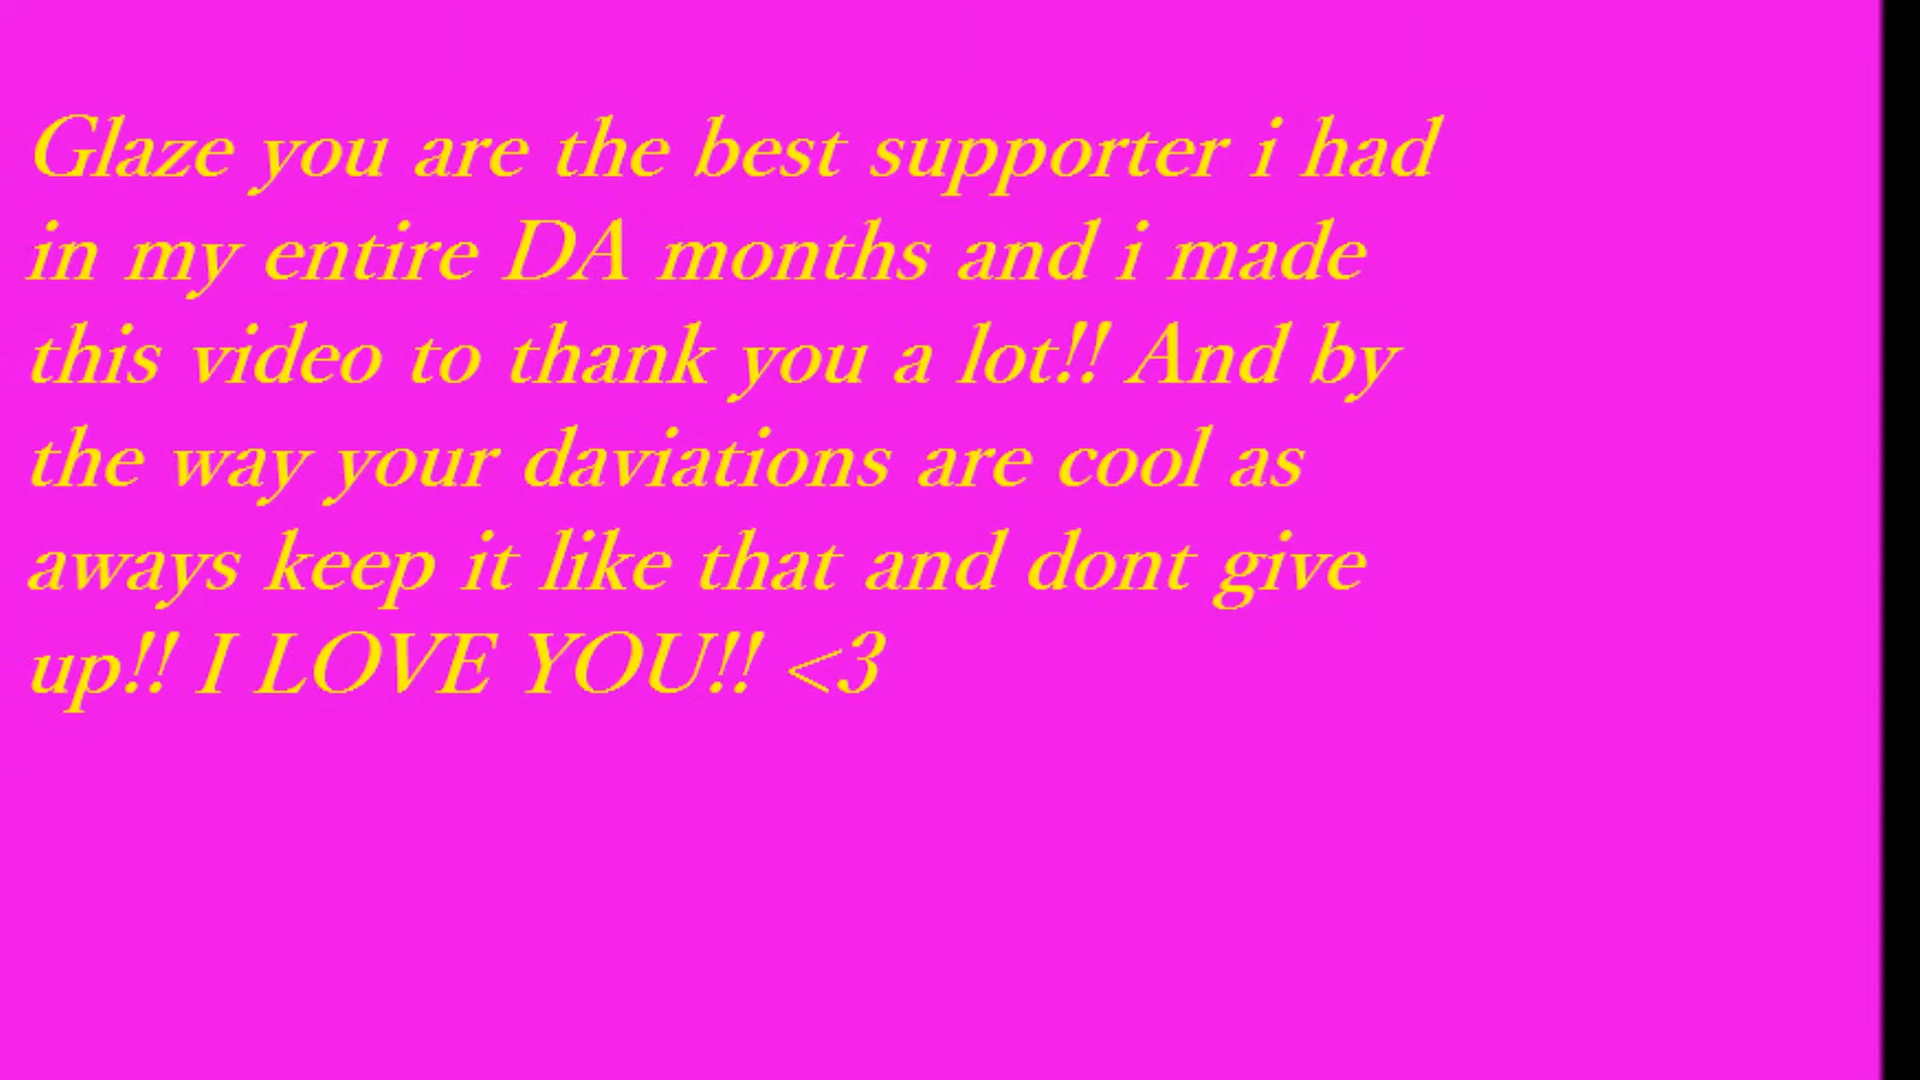 Glaze you are the best supporter i had
in my entire DA months and i made
this video to thank you a lot!! And by
the way your daviations are cool as
aways keep it like that and dont give
up!! I LOVE YOU!! <3